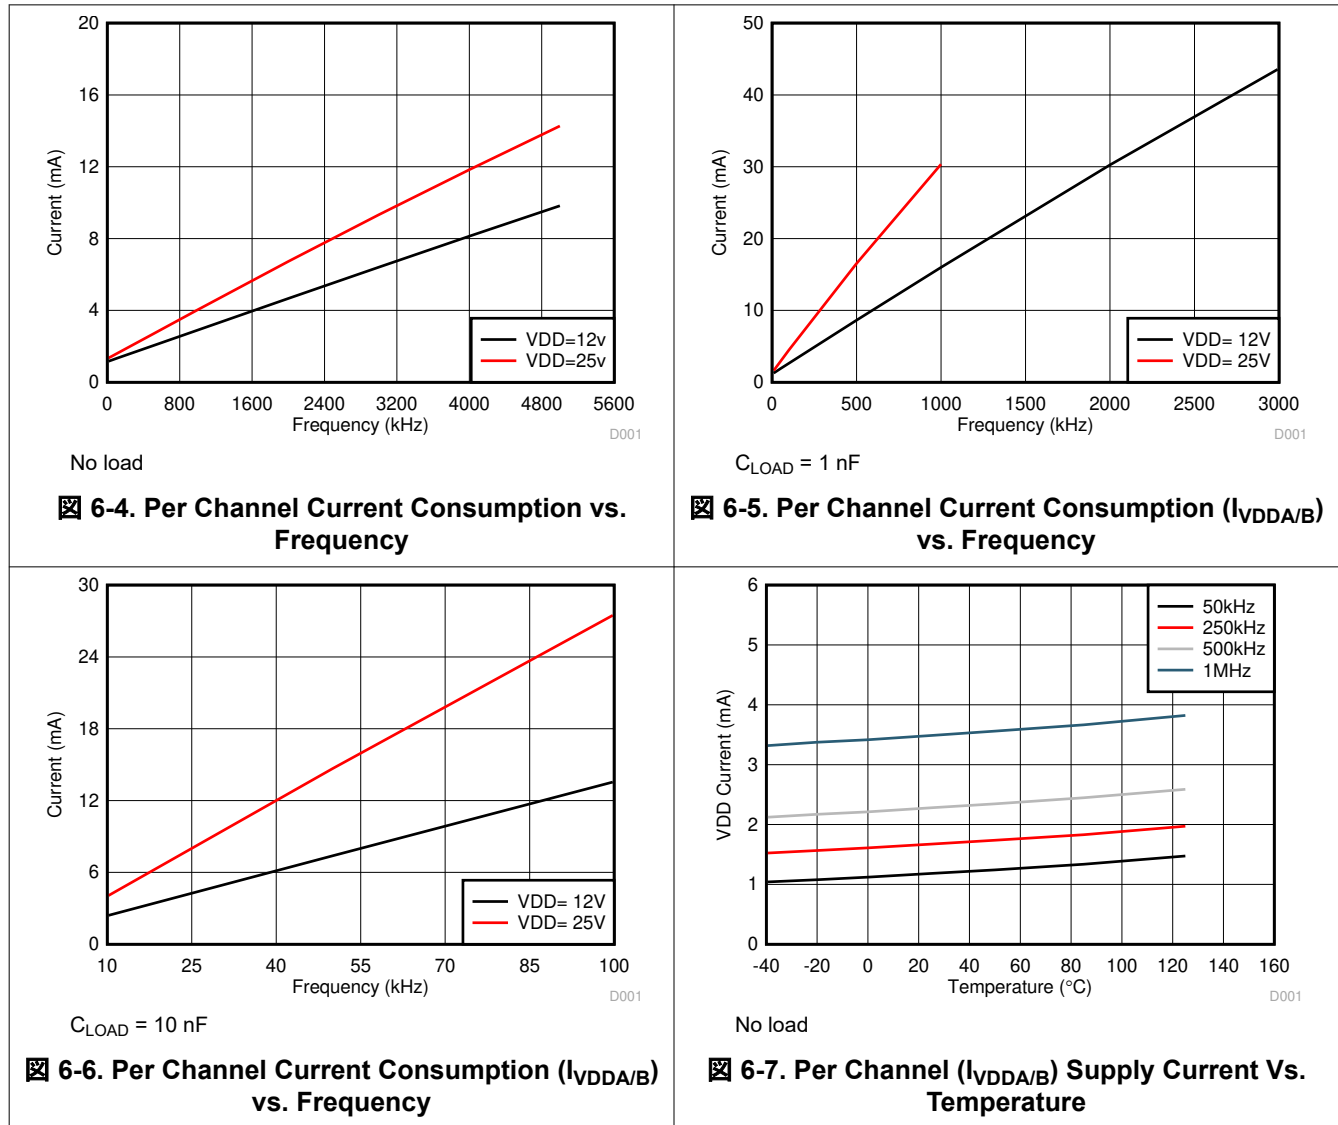 20
16
12
8
4
0
Current (mA)
VDD=12v
VDD=25v
0 800 1600 2400 3200 4000 4800 5600
Frequency (kHz)
D001
No load
図 6-4. Per Channel Current Consumption vs.
Frequency
50
40
30
20
10
0
Current (mA)
VDD= 12V
VDD= 25V
0 500 1000 1500 2000 2500 3000
Frequency (kHz)
D001
CLOAD = 1 nF
図 6-5. Per Channel Current Consumption (IVDDA/B)
vs. Frequency
30
24
18
12
6
0
Current (mA)
VDD= 12V
VDD= 25V
10 25 40 55 70 85 100
Frequency (kHz)
D001
CLOAD = 10 nF
図 6-6. Per Channel Current Consumption (IVDDA/B)
vs. Frequency
6
5
4
3
2
1
0
VDD Current (mA)
50kHz
250kHz
500kHz
1MHz
-40 -20 0 20 40 60 80 100 120 140 160
Temperature (°C)
D001
No load
図 6-7. Per Channel (IVDDA/B) Supply Current Vs.
Temperature